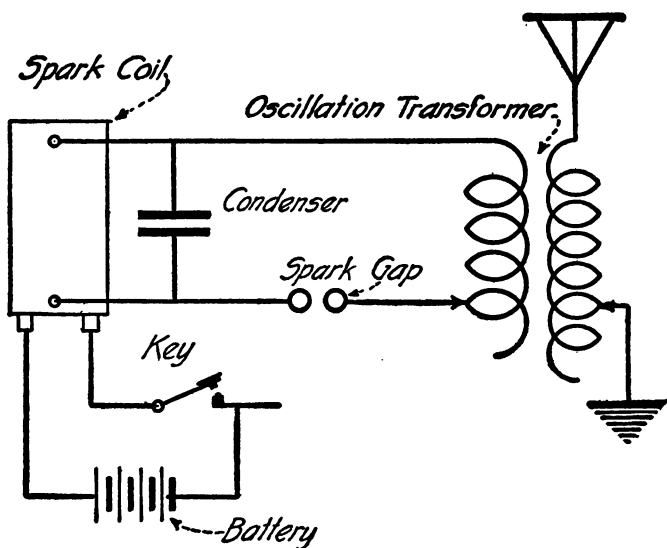 Spark Coil
Oscillation Transformer
Condenser
Spark Gap
Key
Battery